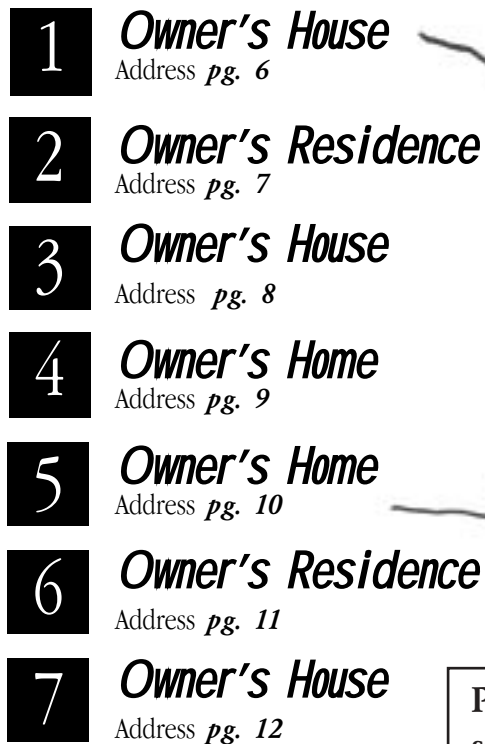 1
Owner's House
Address pg. 6
2
Owner's Residence
Address pg. 7
3
Owner's House
Address pg. 8
4
Owner's Home
Address pg. 9
5
Owner's Home
Address pg. 10
6
Owner's Residence
Address pg. 11
7
Owner's House
Address pg. 12